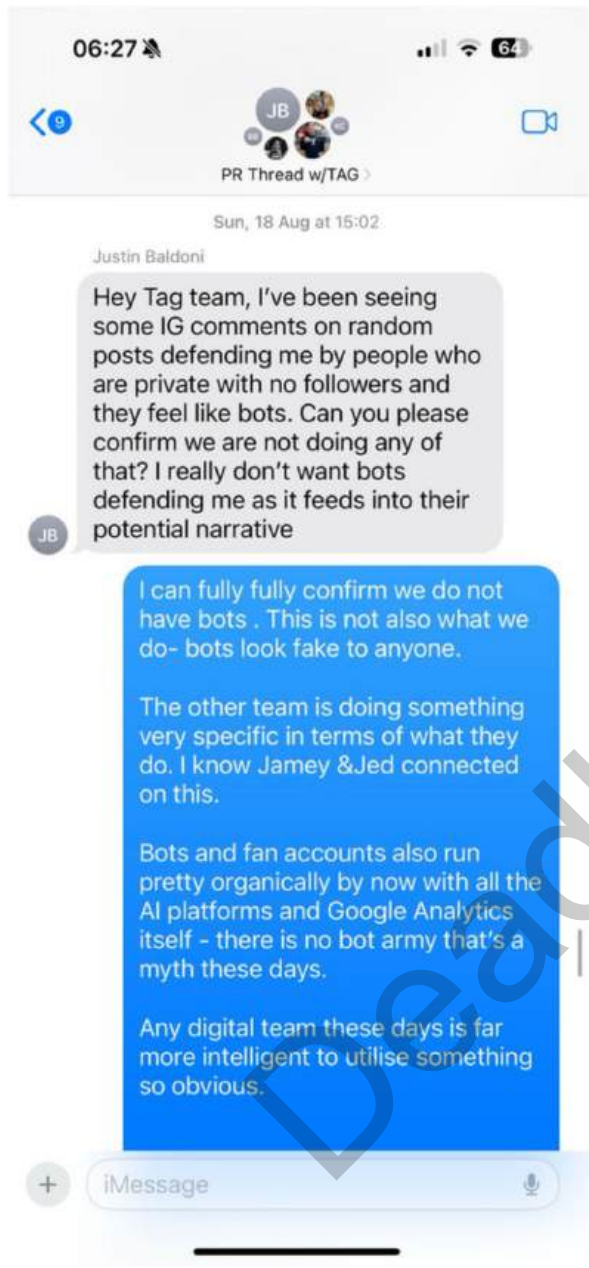 06:27
64
9
JB
PR Thread w/TAG
Sun, 18 Aug at 15:02
Justin Baldoni
Hey Tag team, I've been seeing
some IG comments on random
posts defending me by people who
are private with no followers and
they feel like bots. Can you please
confirm we are not doing any of
that? I really don't want bots
defending me as it feeds into their
potential narrative
JB
I can fully fully confirm we do not
have bots . This is not also what we
do- bots look fake to anyone.
The other team is doing something
very specific in terms of what they
do. I know Jamey &Jed connected
on this.
Bots and fan accounts also run
pretty organically by now with all the
AI platforms and Google Analytics
itself - there is no bot army that's a
myth these days.
Any digital team these days is far
more intelligent to utilise something
so obvious.
iMessage